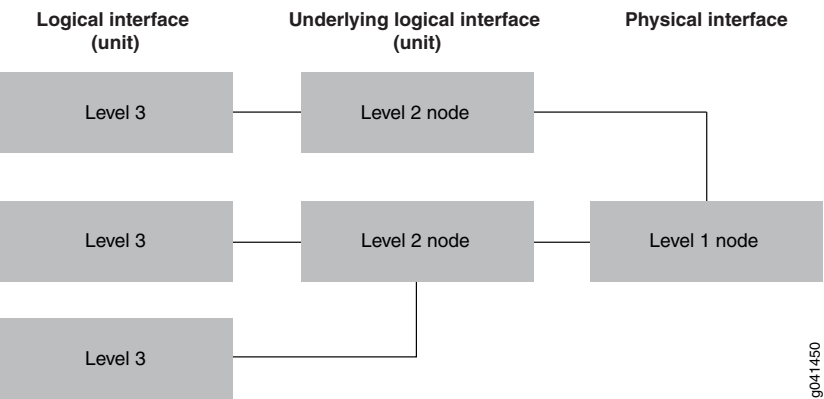 Logical interface
(unit)
Underlying logical interface
(unit)
Physical interface
Level 3
Level 2 node
Level 3
Level 2 node
Level 1 node
Level 3
g041450